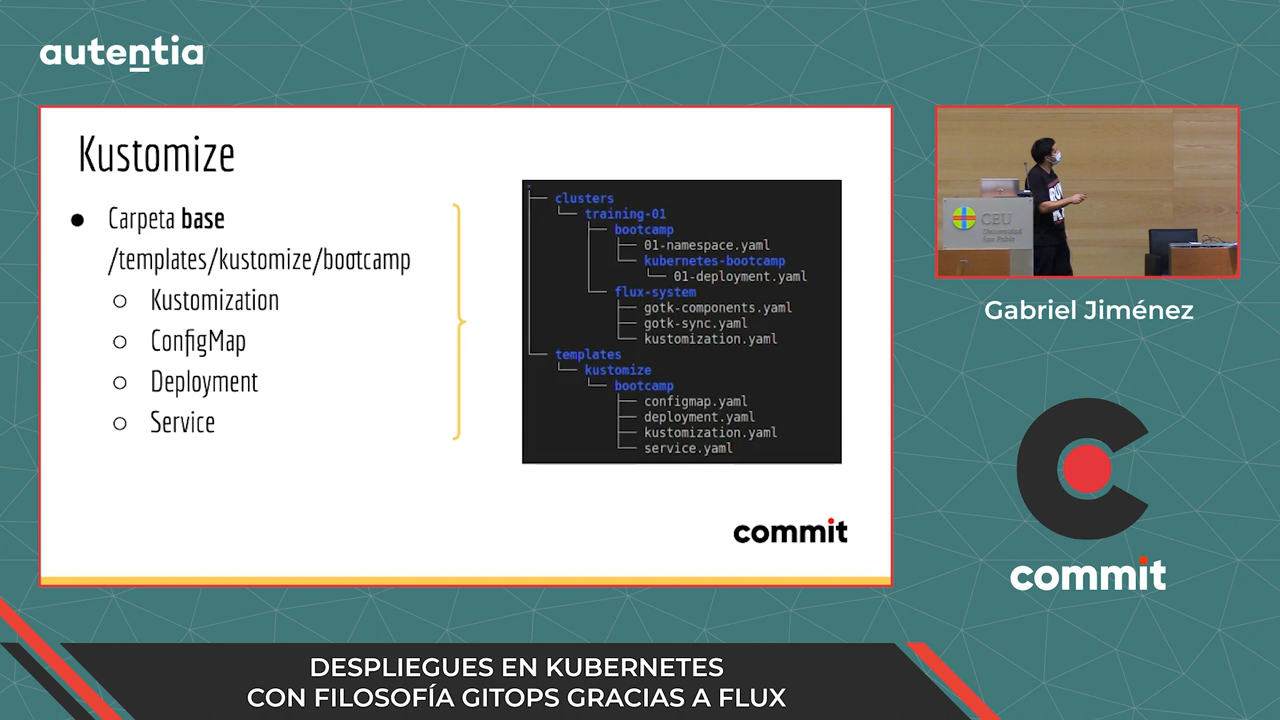 autentia
Kustomize
● Carpeta base
/templates/kustomize/bootcamp
○ Kustomization
○ ConfigMap
○ Deployment
○ Service
clusters
training-01
bootcamp
01-namespace.yaml
kubernetes-bootcamp
01-deployment.yaml
flux-system
gotk-components.yaml
gotk-sync.yaml
kustomization.yaml
templates
kustomize
bootcamp
configmap.yaml
deployment.yaml
kustomization.yaml
service.yaml
commit
CEU
Universidad
San Pablo
Gabriel Jiménez
commit
DESPLIEGUES EN KUBERNETES
CON FILOSOFÍA GITOPS GRACIAS A FLUX